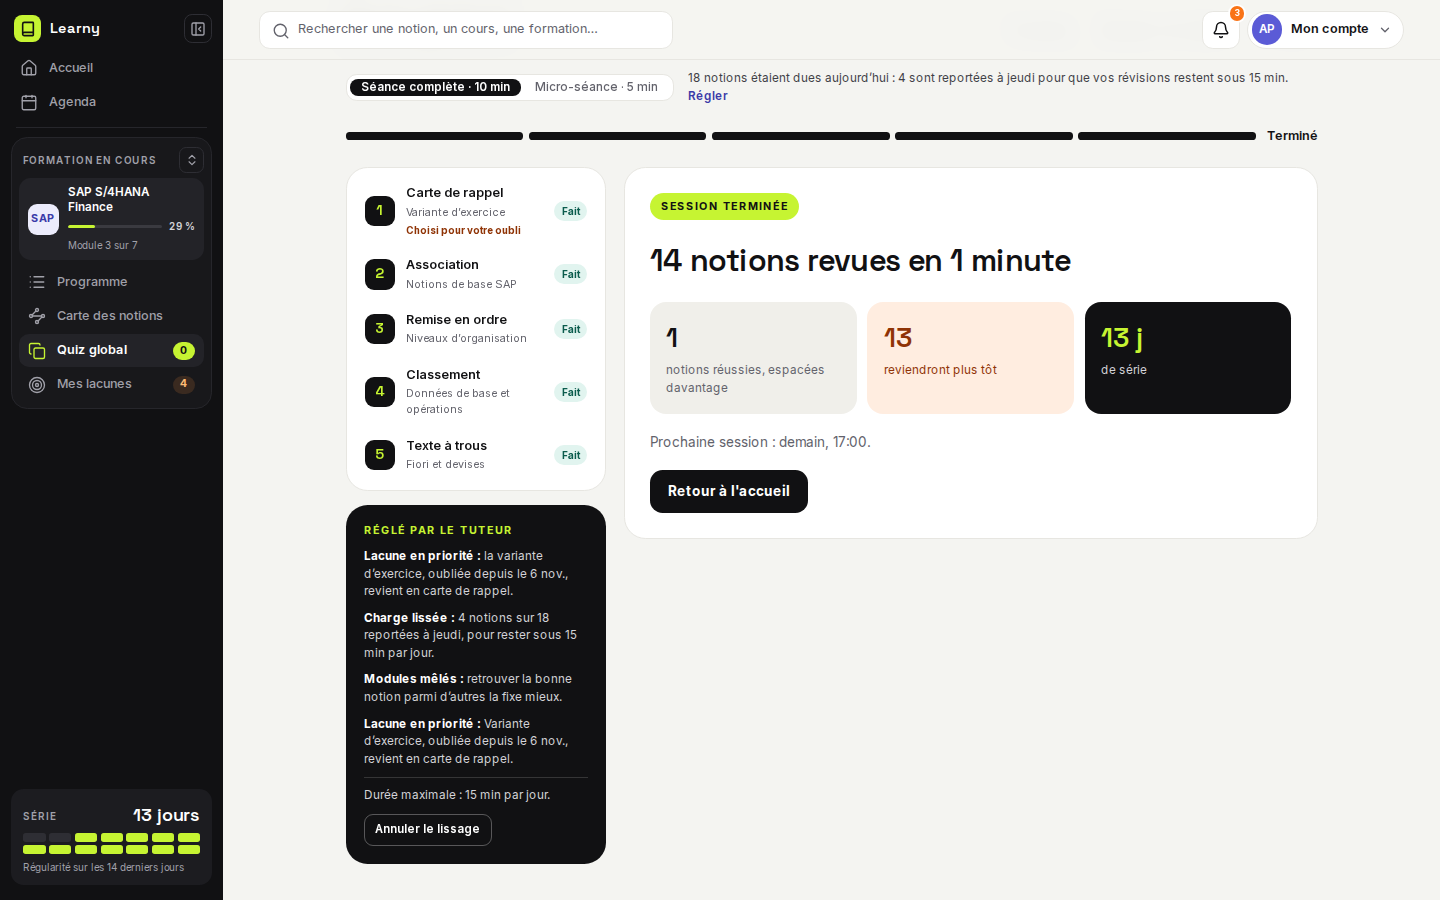 Learny
Accueil
Agenda
FORMATION EN COURS
SAP
SAP S/4HANA
Finance
29 %
Module 3 sur 7
Programme
Carte des notions
Quiz global
0
Mes lacunes
4
SÉRIE
13 jours
Régularité sur les 14 derniers jours
Rechercher une notion, un cours, une formation...
3
AP
Mon compte
Séance complète · 10 min
Micro-séance · 5 min
18 notions étaient dues aujourd’hui : 4 sont reportées à jeudi pour que vos révisions restent sous 15 min.
Régler
Terminé
1
Carte de rappel
Variante d’exercice
Choisi pour votre oubli
Fait
2
Association
Notions de base SAP
Fait
3
Remise en ordre
Niveaux d’organisation
Fait
4
Classement
Données de base et
opérations
Fait
5
Texte à trous
Fiori et devises
Fait
RÉGLÉ PAR LE TUTEUR
Lacune en priorité : la variante
d’exercice, oubliée depuis le 6 nov.,
revient en carte de rappel.
Charge lissée : 4 notions sur 18
reportées à jeudi, pour rester sous 15
min par jour.
Modules mêlés : retrouver la bonne
notion parmi d’autres la fixe mieux.
Lacune en priorité : Variante
d’exercice, oubliée depuis le 6 nov.,
revient en carte de rappel.
Durée maximale : 15 min par jour.
Annuler le lissage
SESSION TERMINÉE
14 notions revues en 1 minute
1
notions réussies, espacées
davantage
13
reviendront plus tôt
13 j
de série
Prochaine session : demain, 17:00.
Retour à l'accueil